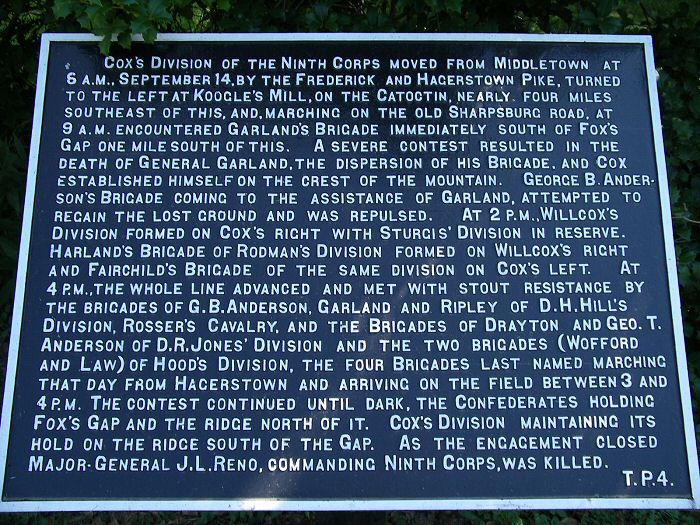 Cox's Division of the Ninth Corps moved from Middletown at
6 A.M., September 14, by the Frederick and Hagerstown Pike, turned
to the left at Koogle's Mill, on the Catoctin, nearly four miles
southeast of this, and, marching on the old Sharpsburg road, at
9 A.M. encountered Garland's Brigade immediately south of Fox's
Gap one mile south of this. A severe contest resulted in the
death of General Garland, the dispersion of his Brigade, and Cox
established himself on the crest of the mountain. George B. Ander-
son's Brigade coming to the assistance of Garland, attempted to
regain the lost ground and was repulsed. At 2 P.M., Willcox's
Division formed on Cox's right with Sturgis' Division in reserve.
Harland's Brigade of Rodman's Division formed on Willcox's right
and Fairchild's Brigade of the same division on Cox's left. At
4 P.M., the whole line advanced and met with stout resistance by
the brigades of G.B. Anderson, Garland and Ripley of D.H. Hill's
Division, Rosser's Cavalry, and the Brigades of Drayton and Geo. T.
Anderson of D.R. Jones' Division and the two brigades (Wofford
and Law) of Hood's Division, the four Brigades last named marching
that day from Hagerstown and arriving on the field between 3 and
4 P.M. The contest continued until dark, the Confederates holding
Fox's Gap and the ridge north of it. Cox's Division maintaining its
hold on the ridge south of the Gap. As the engagement closed
Major-General J.L. Reno, commanding Ninth Corps, was killed.
T.P.4.